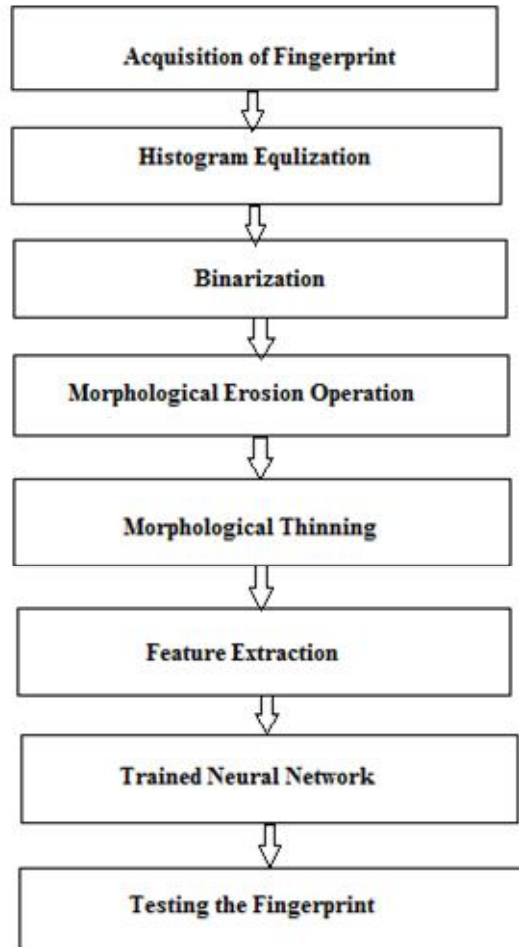 Acquisition of Fingerprint
Histogram Equlization
Binarization
Morphological Erosion Operation
Morphological Thinning
Feature Extraction
Trained Neural Network
Testing the Fingerprint